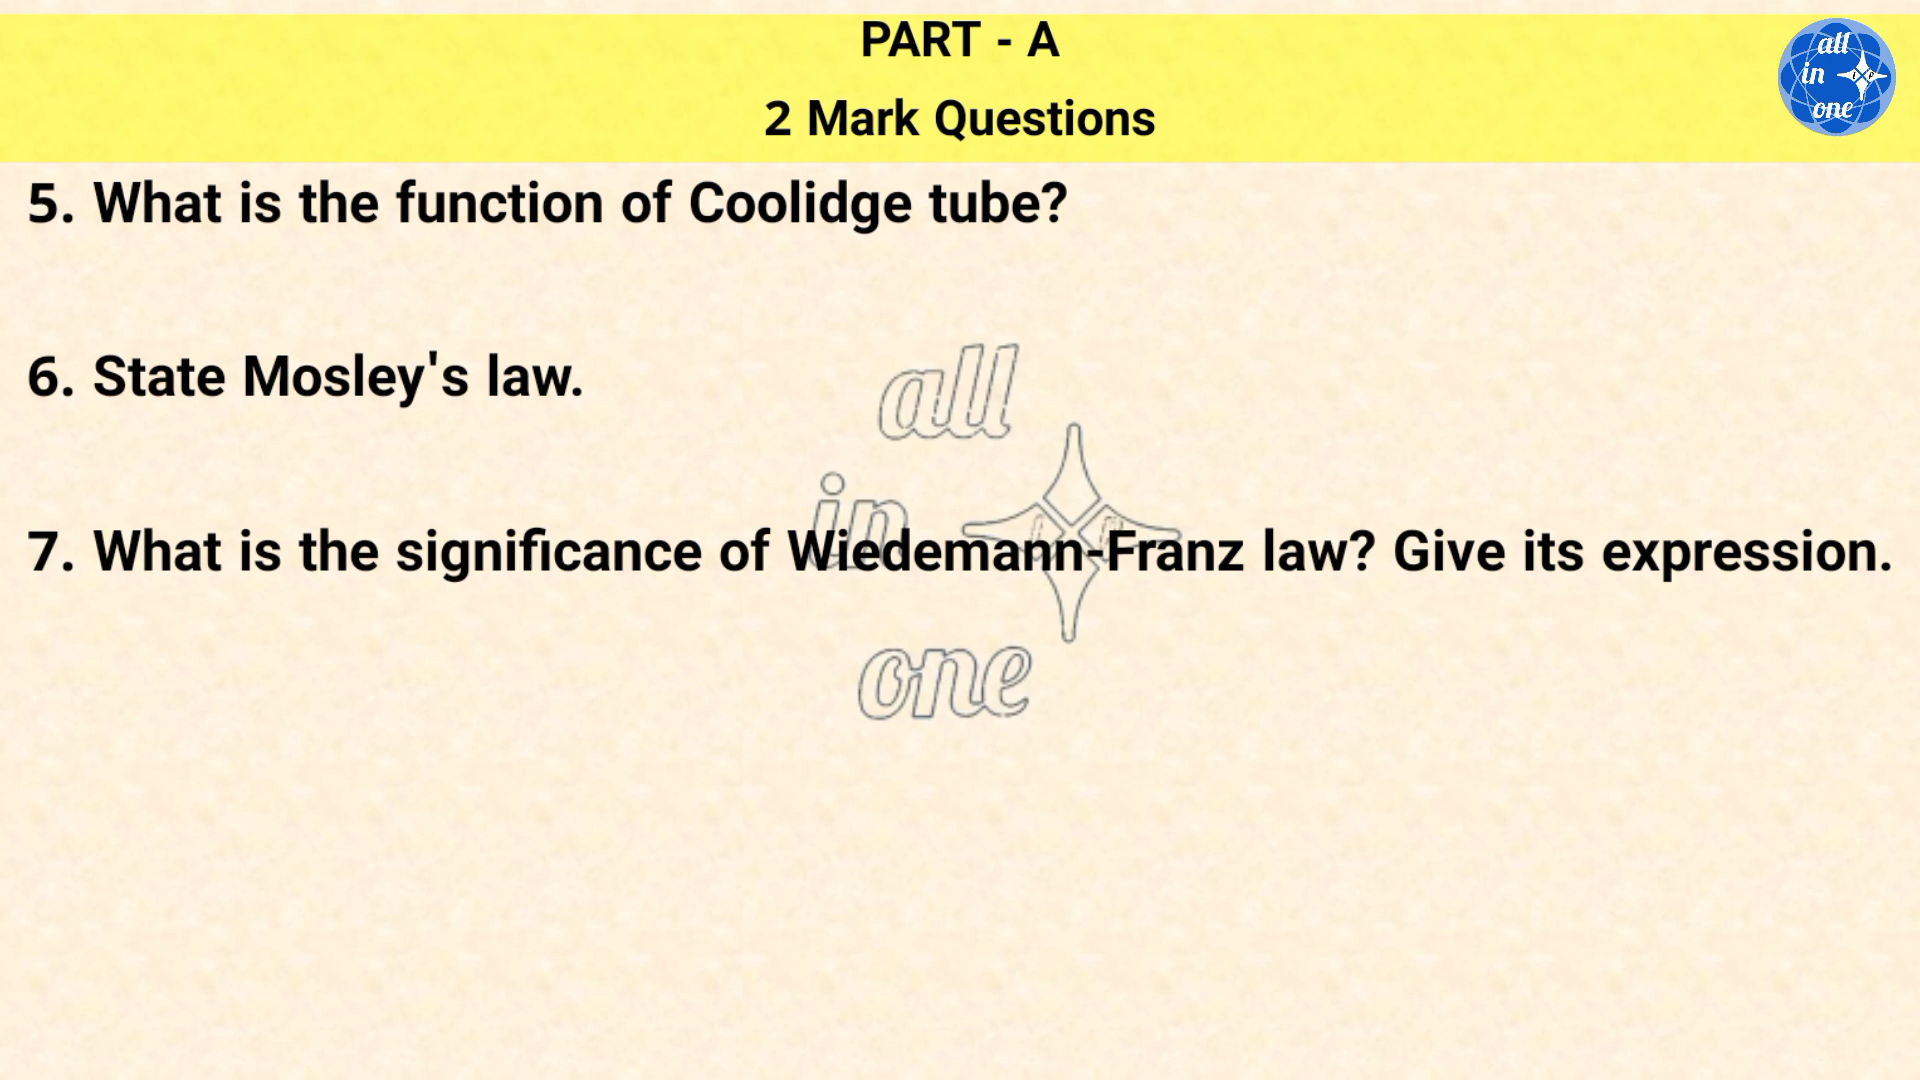 PART - A
2 Mark Questions
all
in
one
5. What is the function of Coolidge tube?
6. State Mosley's law.
all
in
7. What is the significance of Wiedemann-Franz law? Give its expression.
one